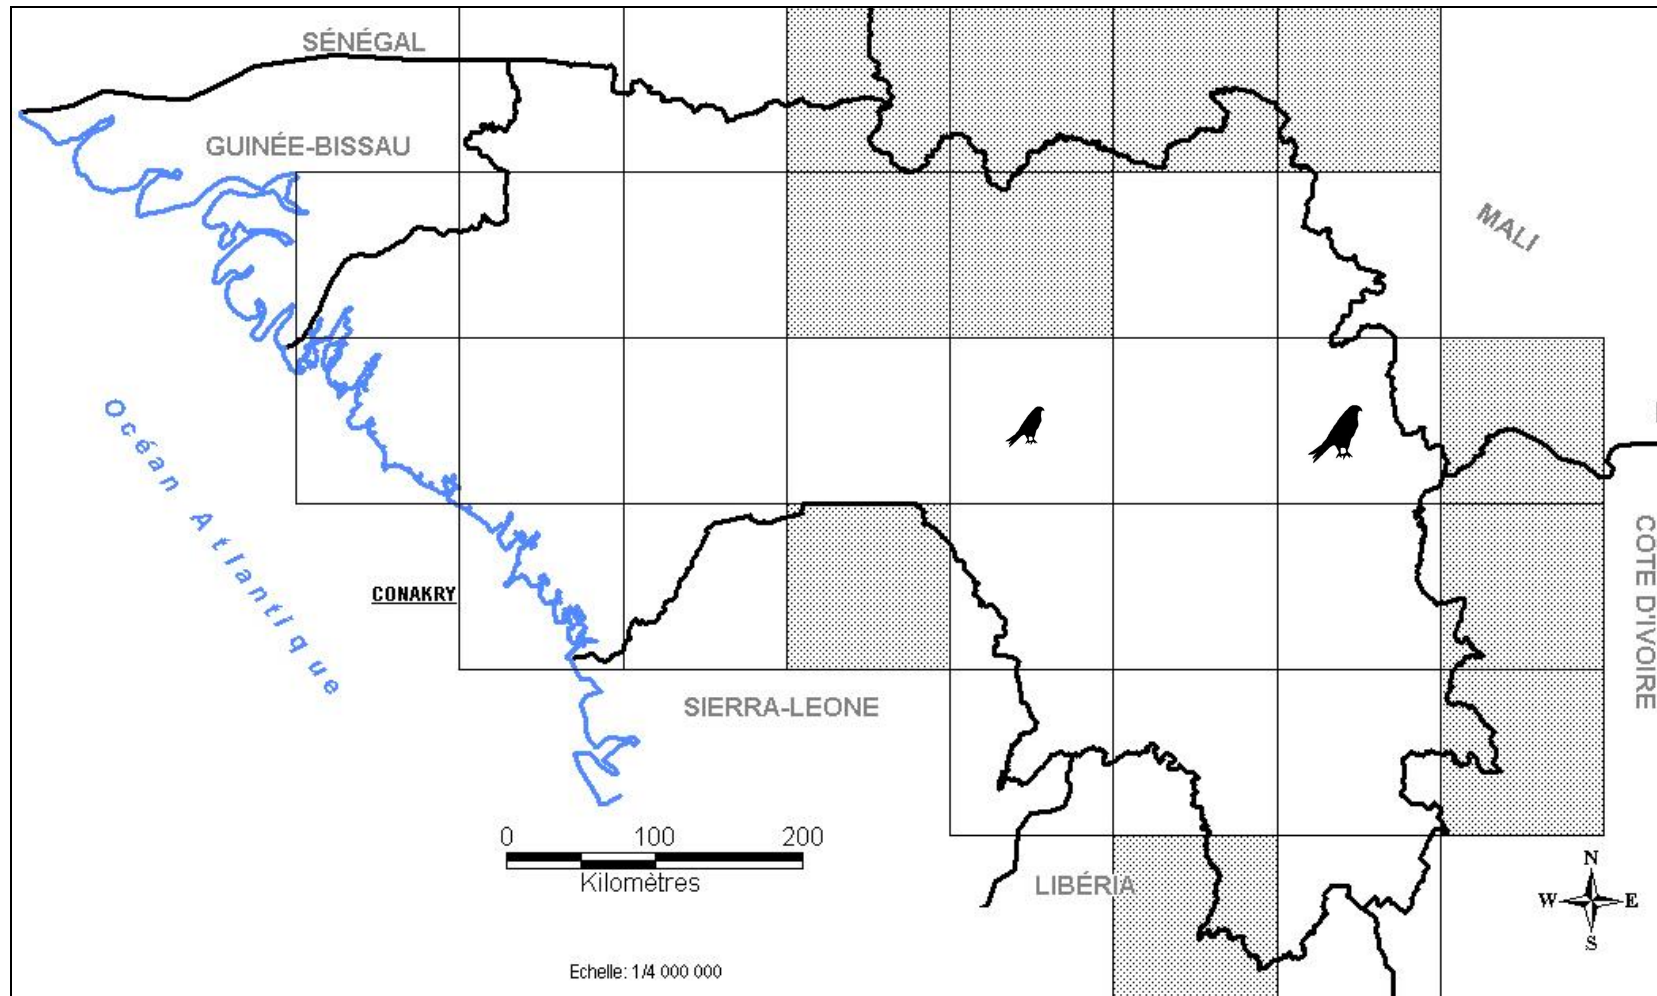 SÉNÉGAL
GUINÉE-BISSAU
MALI
Océan Atlantique
CONAKRY
COTE D'IVOIRE
SIERRA-LEONE
0 100 200
Kilomètres
LIBÉRIA
N
W E
S
Echelle: 1/4 000 000